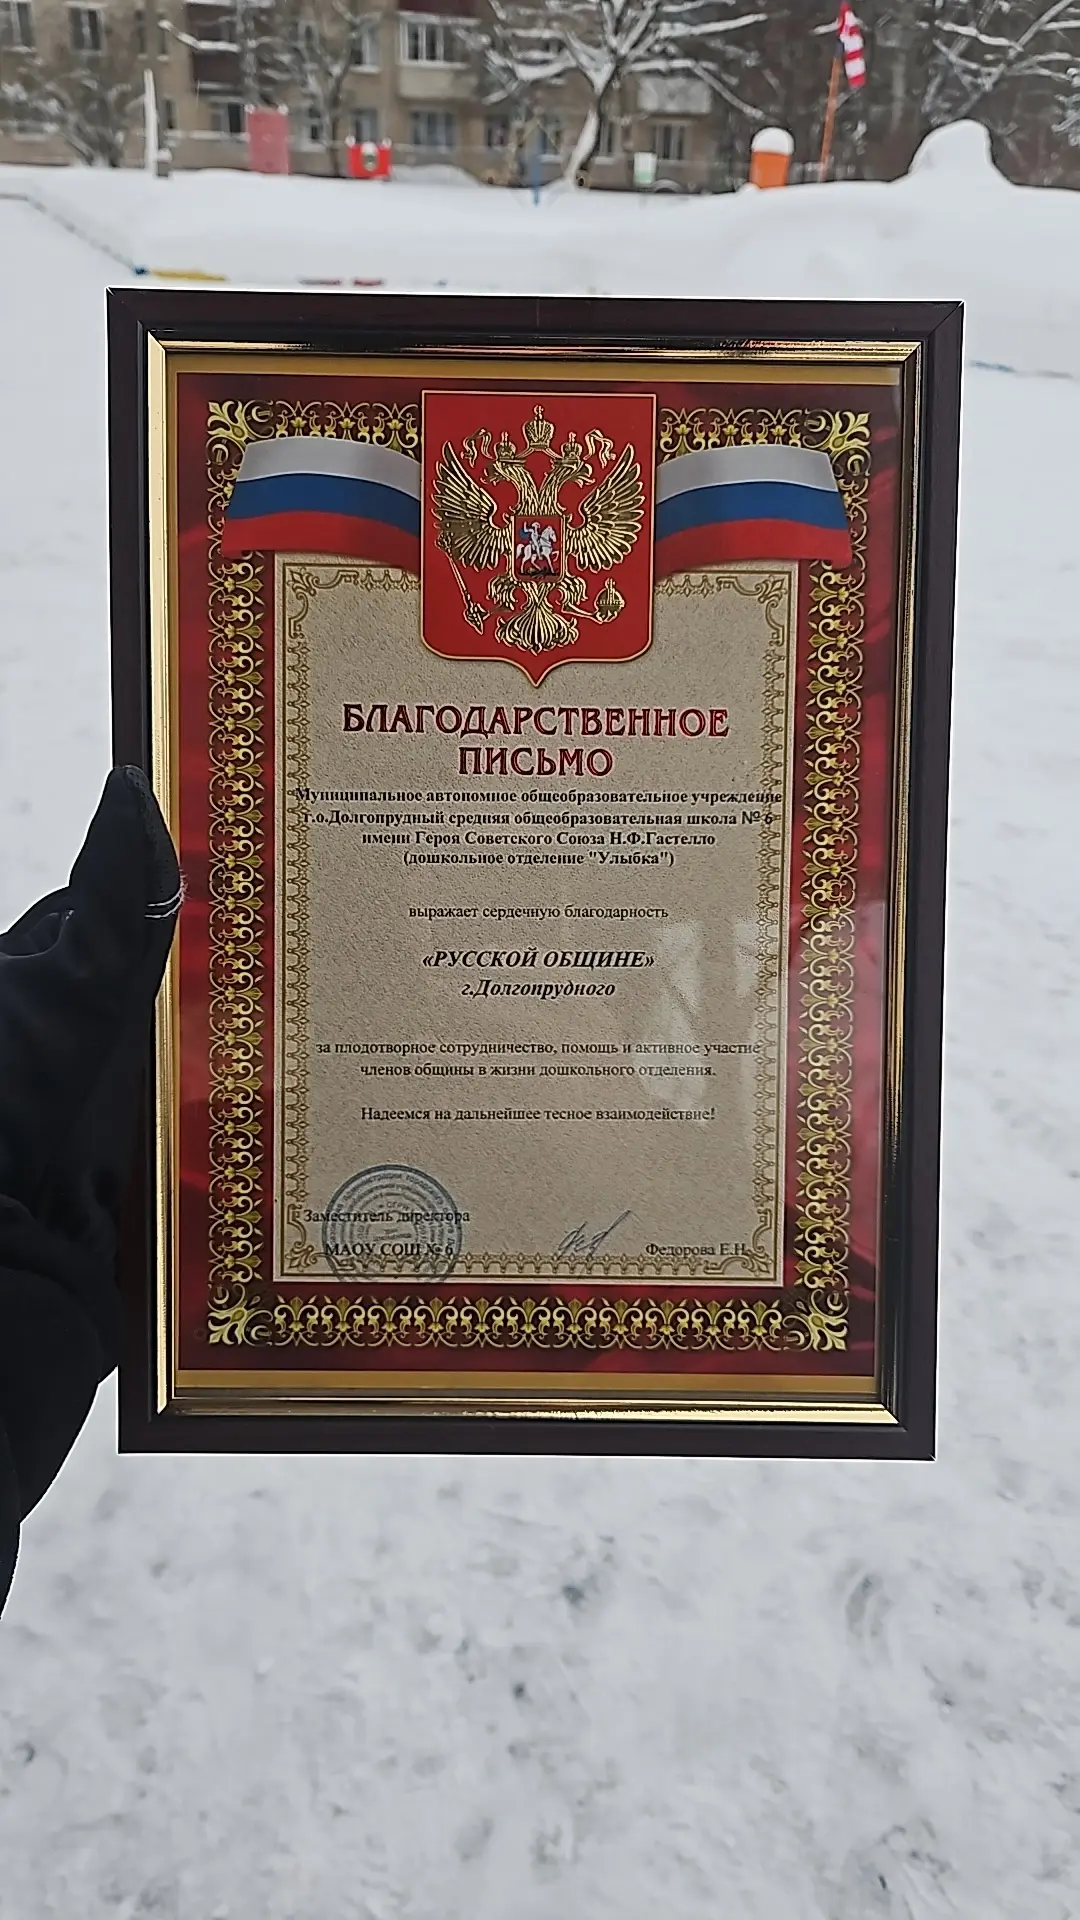 БЛАГОДАРСТВЕННОЕ
ПИСЬМО
Муниципальное автономное общеобразовательное учреждение
г.о.Долгопрудный средняя общеобразовательная школа № 6
имени Героя Советского Союза Н.Ф.Гастелло
(дошкольное отделение "Улыбка")
выражает сердечную благодарность
«РУССКОЙ ОБЩИНЕ»
г.Долгопрудного
за плодотворное сотрудничество, помощь и активное участие
членов общины в жизни дошкольного отделения.
Надеемся на дальнейшее тесное взаимодействие!
Заместитель директора
МАОУ СОШ № 6 Федорова Е.Н.